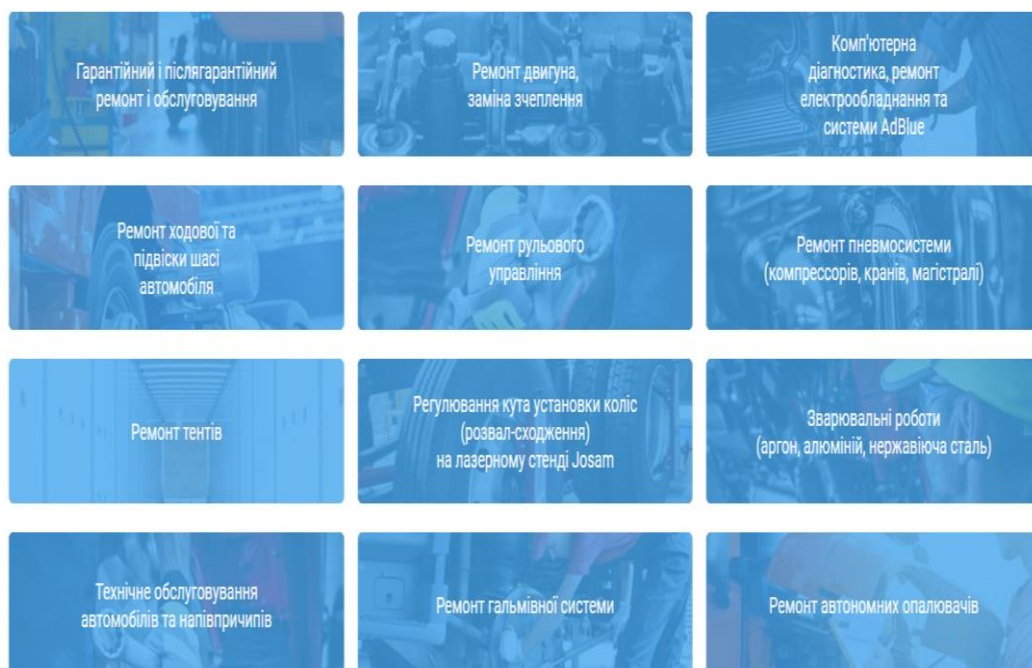 Гарантійний і післягарантійний
ремонт і обслуговування
Ремонт двигуна,
заміна зчеплення
Комп'ютерна
діагностика, ремонт
електрообладнання та
системи AdBlue
Ремонт ходової та
підвіски шасі
автомобіля
Ремонт рульового
управління
Ремонт пневмосистеми
(компрессорів, кранів, магістралі)
Ремонт тентів
Регулювання кута установки коліс
(розвал-сходження)
на лазерному стенді Josam
Зварювальні роботи
(аргон, алюміній, нержавіюча сталь)
Технічне обслуговування
автомобілів та напівпричипів
Ремонт гальмівної системи
Ремонт автономних опалювачів